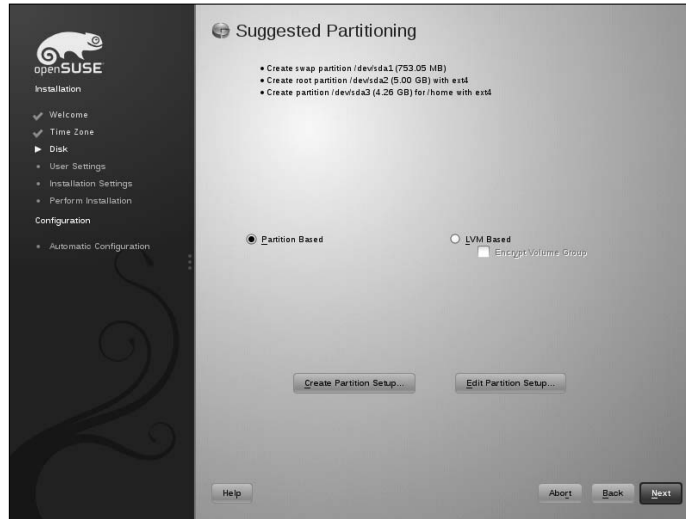 openSUSE
Installation
Welcome
Time Zone
Disk
User Settings
Installation Settings
Perform Installation
Configuration
Automatic Configuration
Suggested Partitioning
• Create swap partition /dev/sda1 (753.05 MB)
• Create root partition /dev/sda2 (5.00 GB) with ext4
• Create partition /dev/sda3 (4.26 GB) for /home with ext4
Partition Based
LVM Based
Encrypt Volume Group
Create Partition Setup...
Edit Partition Setup...
Help
Abort
Back
Next